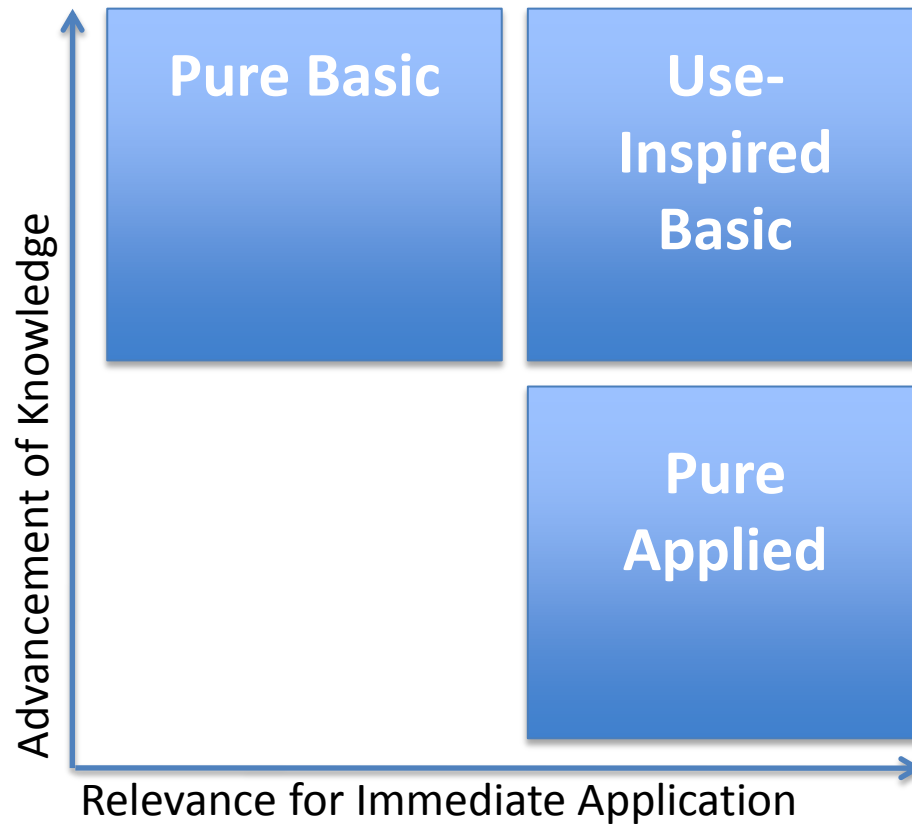 Pure Basic
Use-
Inspired
Basic
Pure
Applied
Advancement of Knowledge
Relevance for Immediate Application